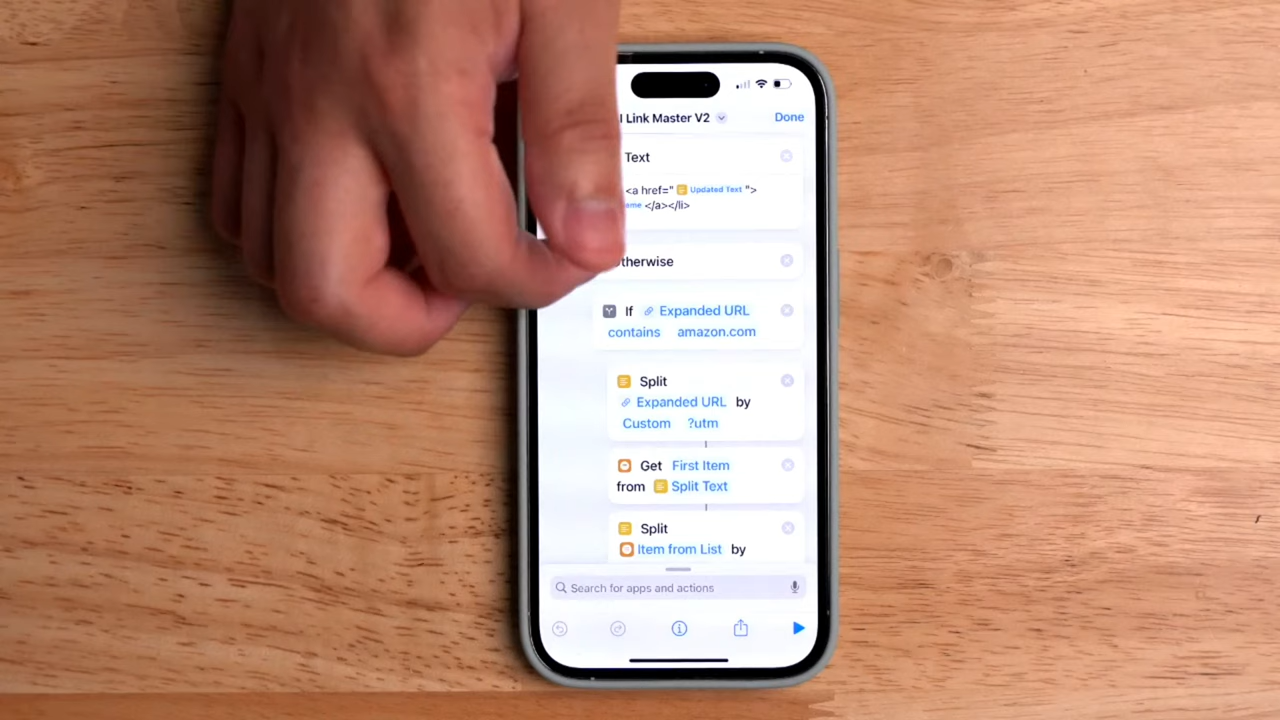 Link Master V2
Done
Text
<a href=" Updated Text ">
</a></li>
If Expanded URL
contains amazon.com
Split
Expanded URL by
Custom ?utm
Get First Item
from Split Text
Split
Item from List by
Search for apps and actions